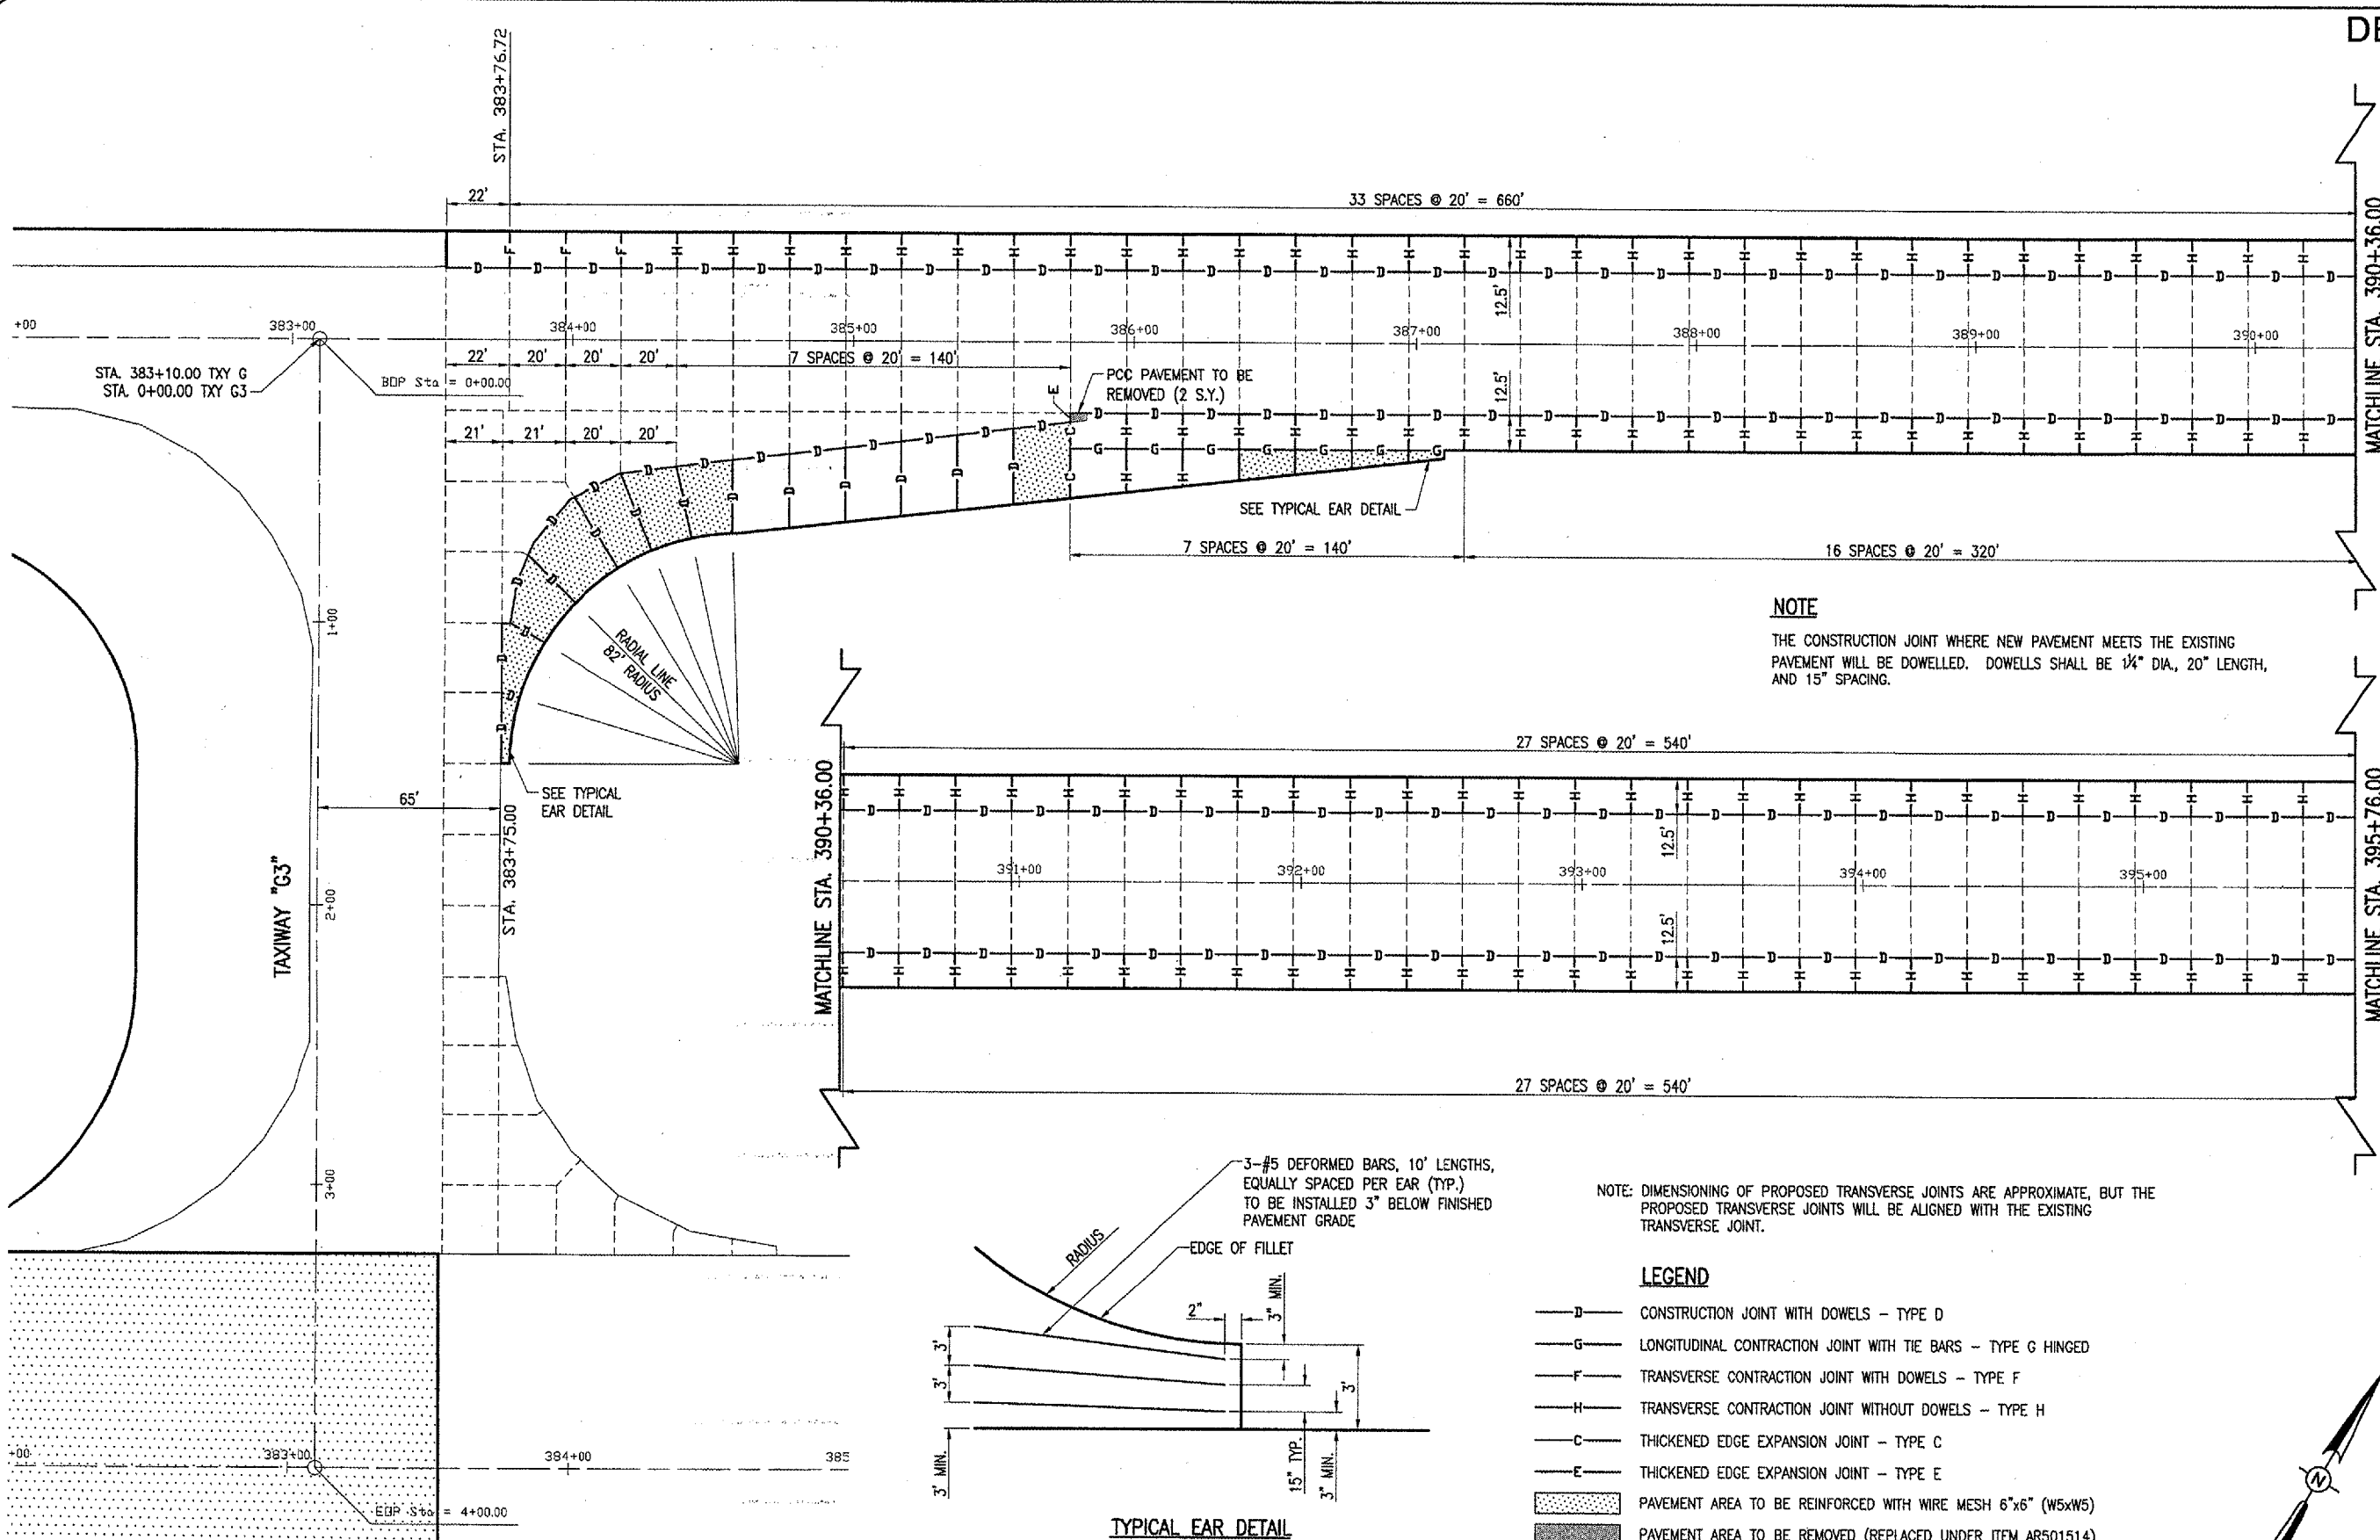 DE
STA. 383+76.72
22'
33 SPACES @ 20' = 660'
F F F H H H H H H H H H H H H H H H H H H H H H H H H H H H H H H
D D D D D D D D D D D D D D D D D D D D D D D D D D D D D D D D D D
12.5'
MATCHLINE STA. 390+36.00
+00
383+00
384+00
385+00
386+00
387+00
388+00
389+00
390+00
STA. 383+10.00 TXY G
STA. 0+00.00 TXY G3
BOP Sta = 0+00.00
22'
20'
20'
20'
7 SPACES @ 20' = 140'
PCC PAVEMENT TO BE
REMOVED (2 S.Y.)
E
12.5'
21'
21'
20'
20'
SEE TYPICAL EAR DETAIL
7 SPACES @ 20' = 140'
16 SPACES @ 20' = 320'
RADIAL LINE
82' RADIUS
1+00
NOTE
THE CONSTRUCTION JOINT WHERE NEW PAVEMENT MEETS THE EXISTING
PAVEMENT WILL BE DOWELLED. DOWELLS SHALL BE 1¼" DIA., 20" LENGTH,
AND 15" SPACING.
SEE TYPICAL
EAR DETAIL
65'
STA. 383+75.00
TAXIWAY "G3"
2+00
3+00
27 SPACES @ 20' = 540'
MATCHLINE STA. 390+36.00
12.5'
391+00
392+00
393+00
394+00
395+00
12.5'
MATCHLINE STA. 395+76.00
27 SPACES @ 20' = 540'
3-#5 DEFORMED BARS, 10' LENGTHS,
EQUALLY SPACED PER EAR (TYP.)
TO BE INSTALLED 3" BELOW FINISHED
PAVEMENT GRADE
RADIUS
EDGE OF FILLET
2"
3" MIN.
3'
3'
3'
3' MIN.
15" TYP.
3" MIN.
TYPICAL EAR DETAIL
NOTE: DIMENSIONING OF PROPOSED TRANSVERSE JOINTS ARE APPROXIMATE, BUT THE
PROPOSED TRANSVERSE JOINTS WILL BE ALIGNED WITH THE EXISTING
TRANSVERSE JOINT.
LEGEND
D CONSTRUCTION JOINT WITH DOWELS - TYPE D
G LONGITUDINAL CONTRACTION JOINT WITH TIE BARS - TYPE G HINGED
F TRANSVERSE CONTRACTION JOINT WITH DOWELS - TYPE F
H TRANSVERSE CONTRACTION JOINT WITHOUT DOWELS - TYPE H
C THICKENED EDGE EXPANSION JOINT - TYPE C
E THICKENED EDGE EXPANSION JOINT - TYPE E
PAVEMENT AREA TO BE REINFORCED WITH WIRE MESH 6"x6" (W5xW5)
PAVEMENT AREA TO BE REMOVED (REPLACED UNDER ITEM AR501514)
N
+00
383+00
384+00
385
EOP Sta = 4+00.00